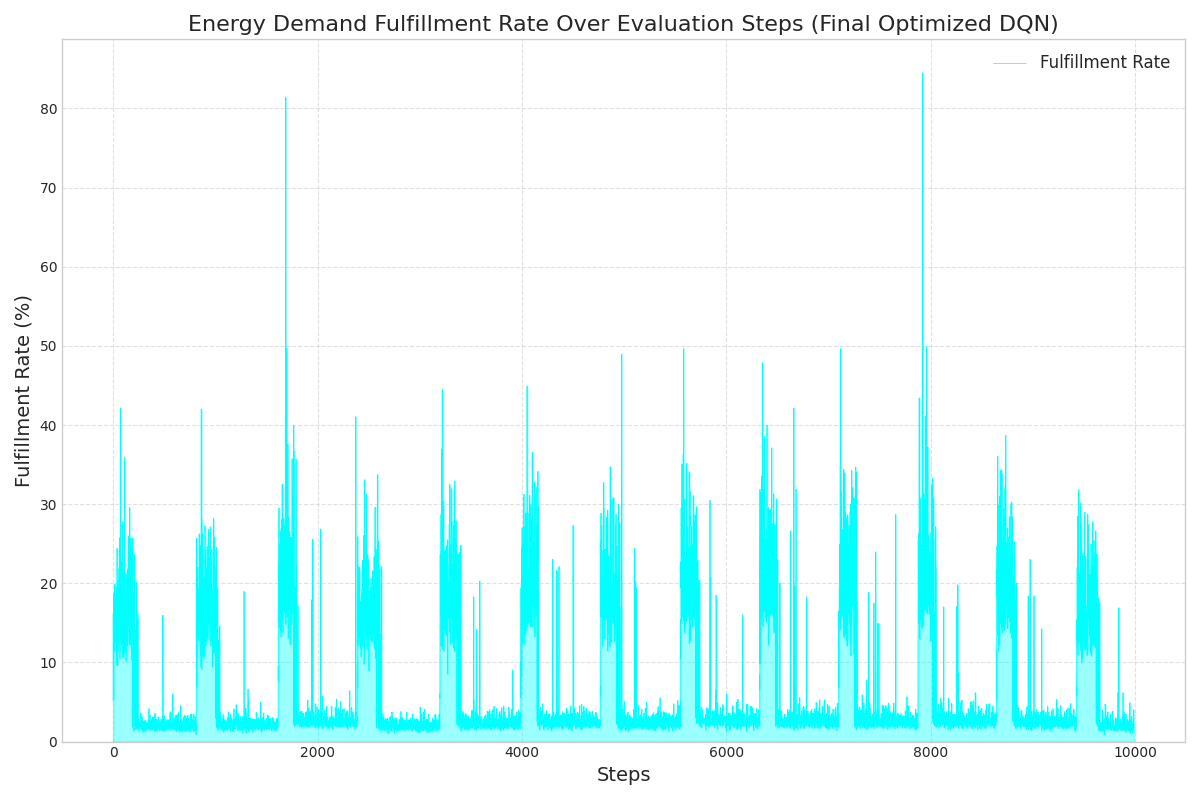 Energy Demand Fulfillment Rate Over Evaluation Steps (Final Optimized DQN)
Fulfillment Rate
Fulfillment Rate (%)
80
70
60
50
40
30
20
10
0
0 2000 4000 6000 8000 10000
Steps